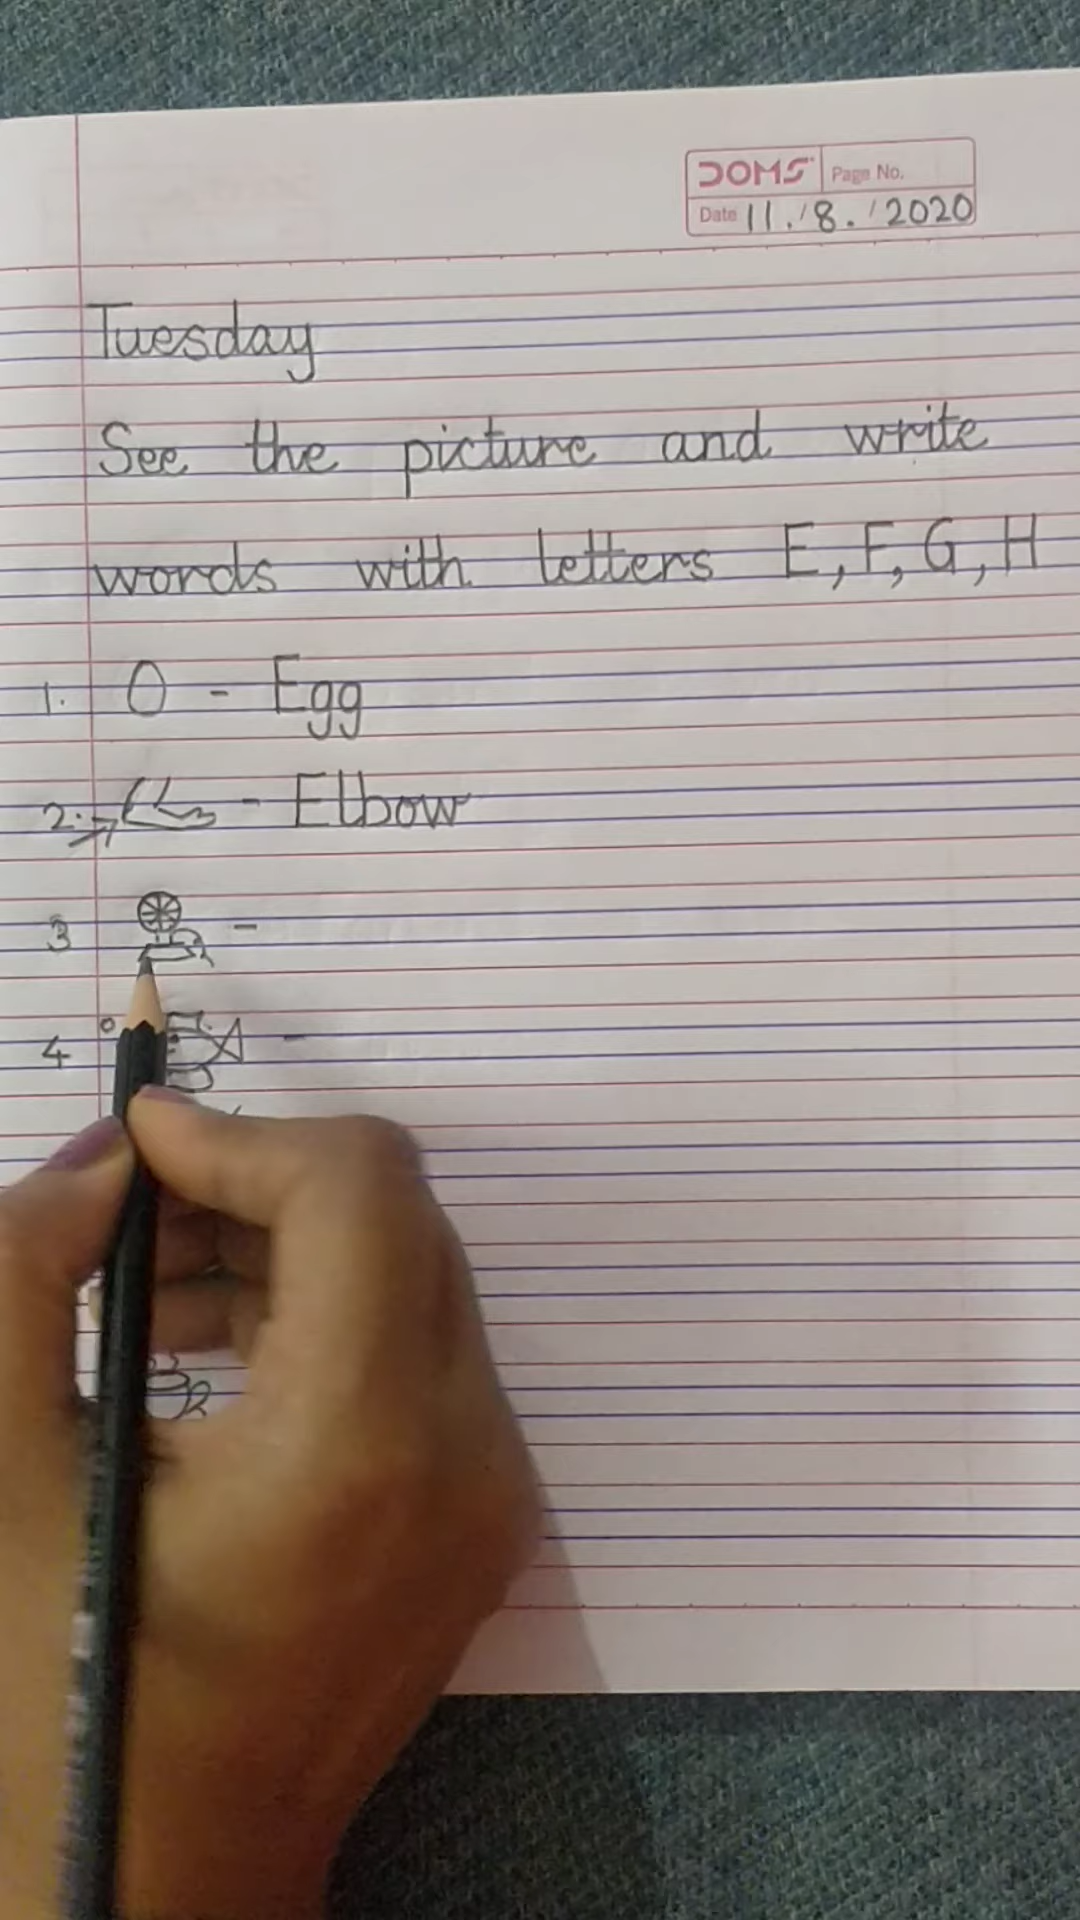 DOMS Page No.
Date 11./8./2020
Tuesday
See the picture and write
words with letters E, F, G, H
1. - Egg
2. - Elbow
3 -
4 -